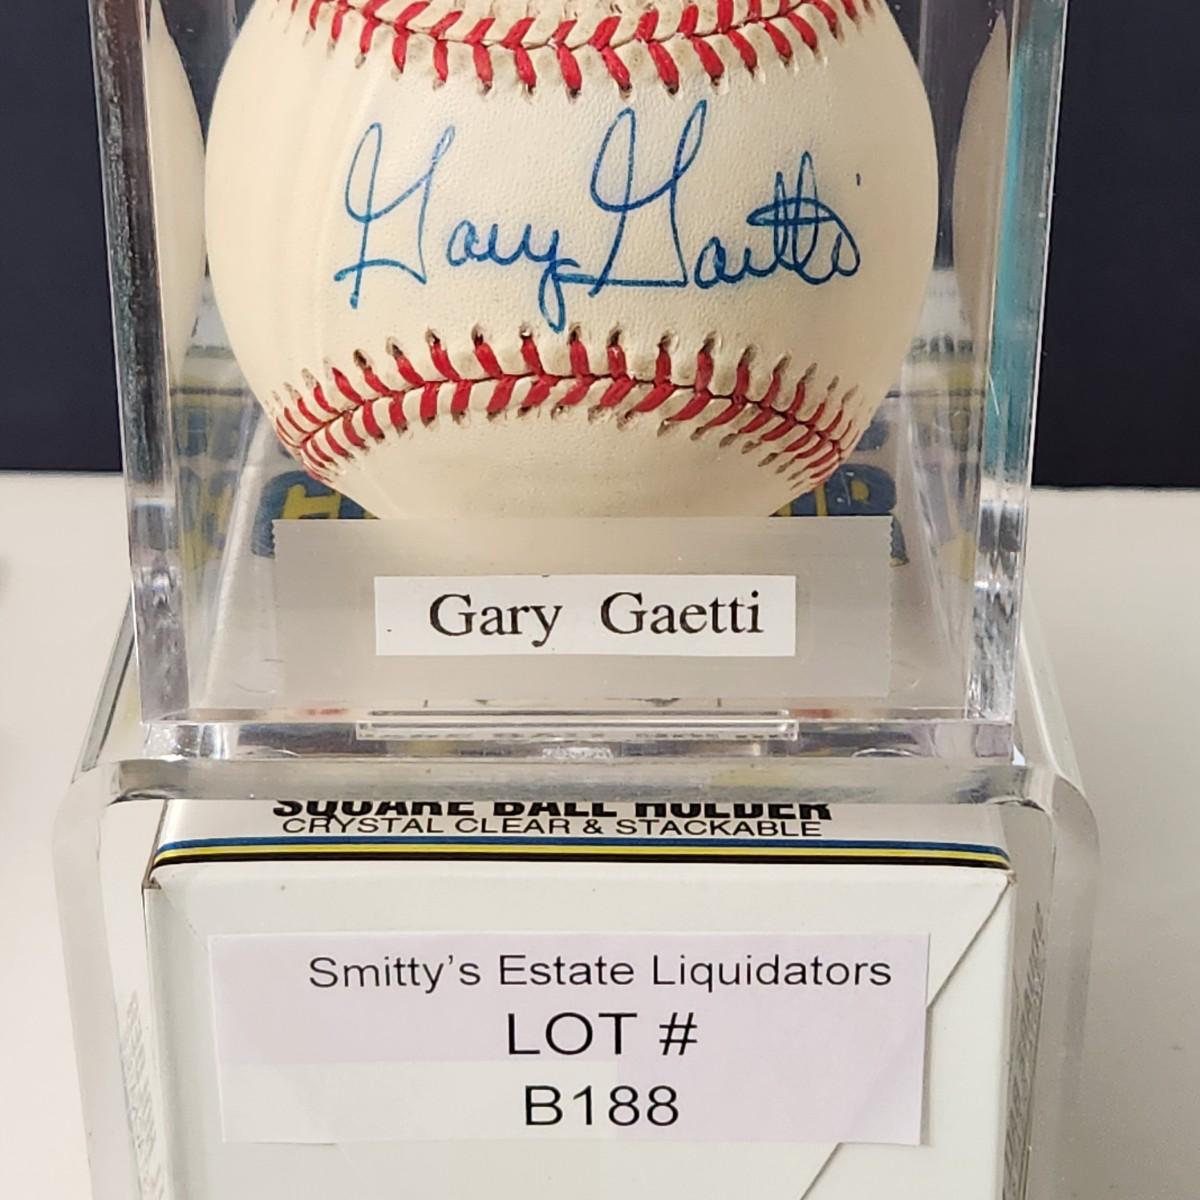 Gary Gaetti
Gary Gaetti
SQUARE BALL HOLDER
CRYSTAL CLEAR & STACKABLE
Smitty's Estate Liquidators
LOT #
B188